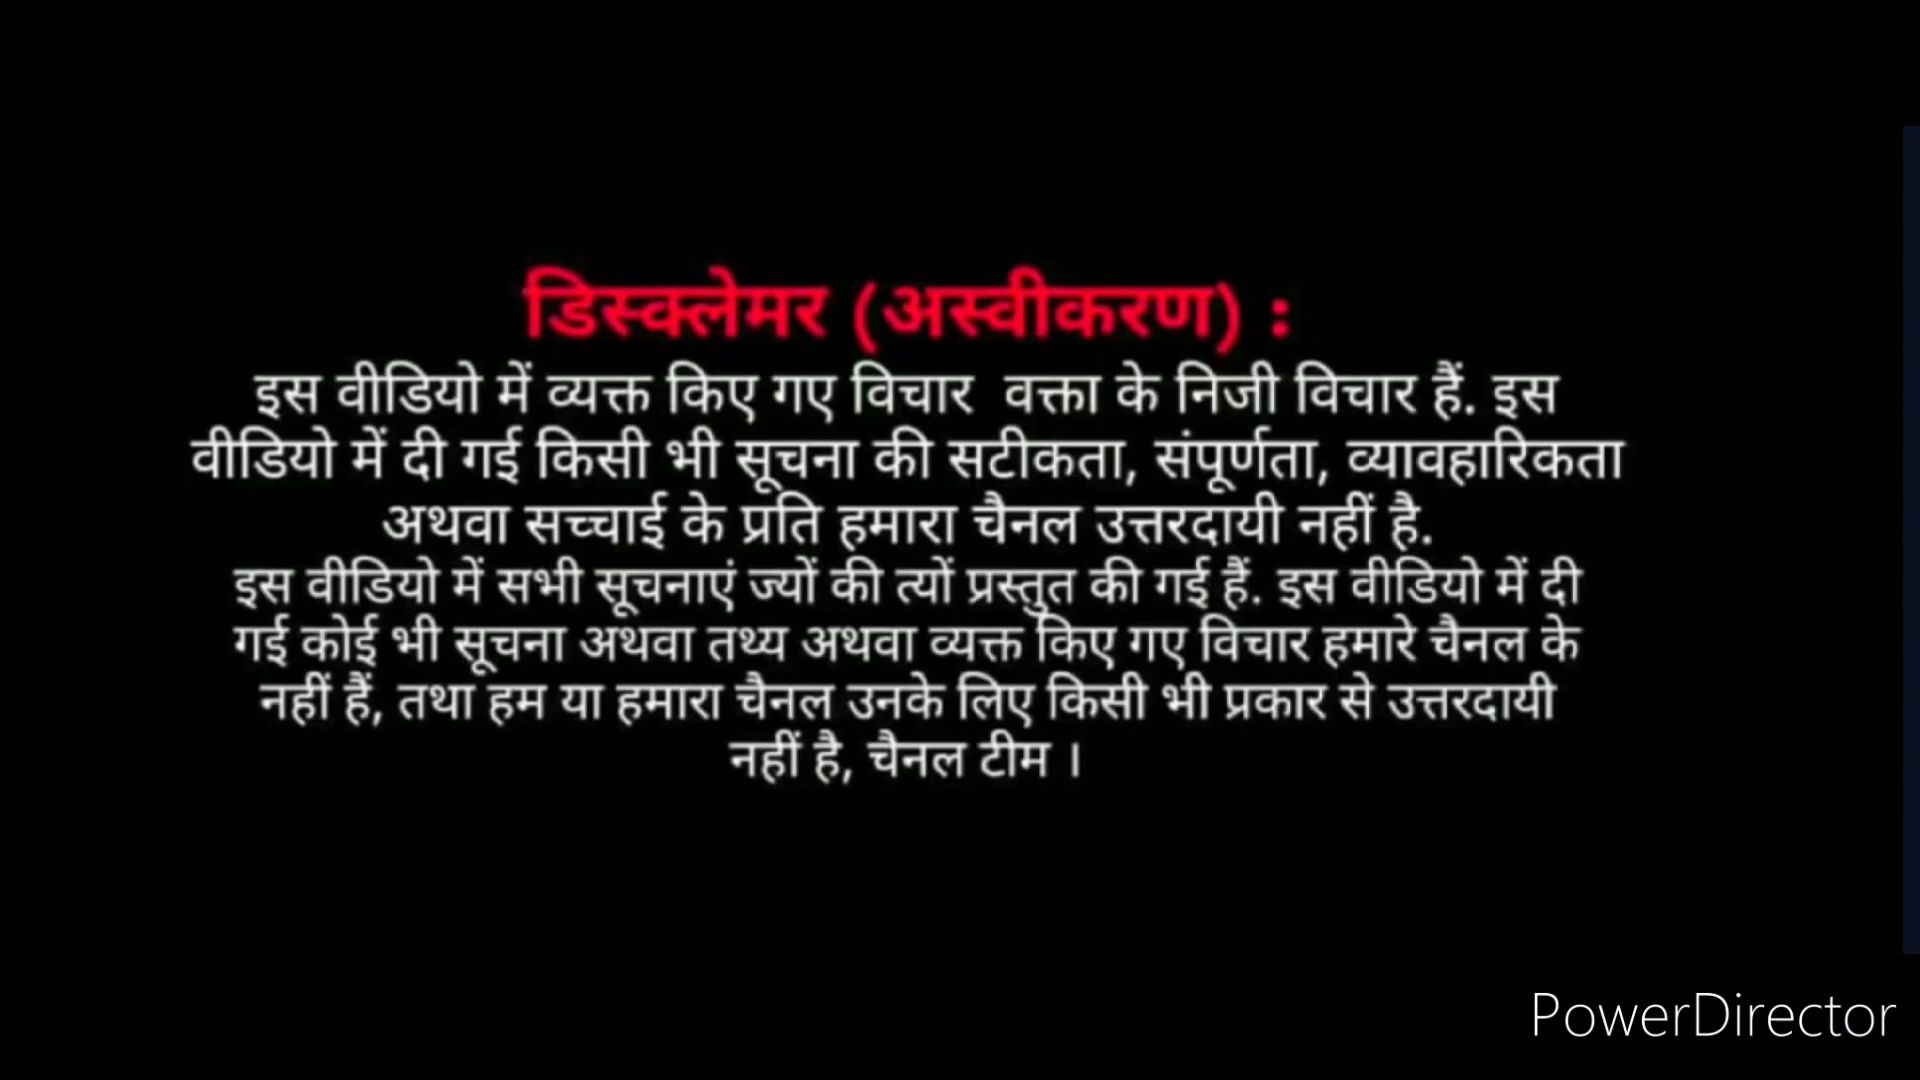 डिस्क्लेमर (अस्वीकरण) :
इस वीडियो में व्यक्त किए गए विचार  वक्ता के निजी विचार हैं. इस
वीडियो में दी गई किसी भी सूचना की सटीकता, संपूर्णता, व्यावहारिकता
अथवा सच्चाई के प्रति हमारा चैनल उत्तरदायी नहीं है.
इस वीडियो में सभी सूचनाएं ज्यों की त्यों प्रस्तुत की गई हैं. इस वीडियो में दी
गई कोई भी सूचना अथवा तथ्य अथवा व्यक्त किए गए विचार हमारे चैनल के
नहीं हैं, तथा हम या हमारा चैनल उनके लिए किसी भी प्रकार से उत्तरदायी
नहीं है, चैनल टीम ।
PowerDirector